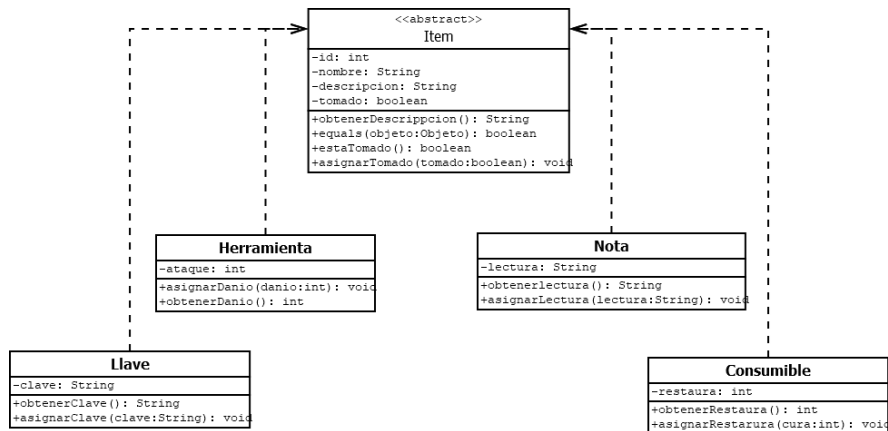 <<abstract>>
Item
-id: int
-nombre: String
-descripcion: String
-tomado: boolean
+obtenerDescrippcion(): String
+equals(objeto:Objeto): boolean
+estaTomado(): boolean
+asignarTomado(tomado:boolean): void
Herramienta
-ataque: int
+asignarDanio(danio:int): void
+obtenerDanio(): int
Nota
-lectura: String
+obtenerlectura(): String
+asignarLectura(lectura:String): void
Llave
-clave: String
+obtenerClave(): String
+asignarClave(clave:String): void
Consumible
-restaura: int
+obtenerRestaura(): int
+asignarRestarura(cura:int): void